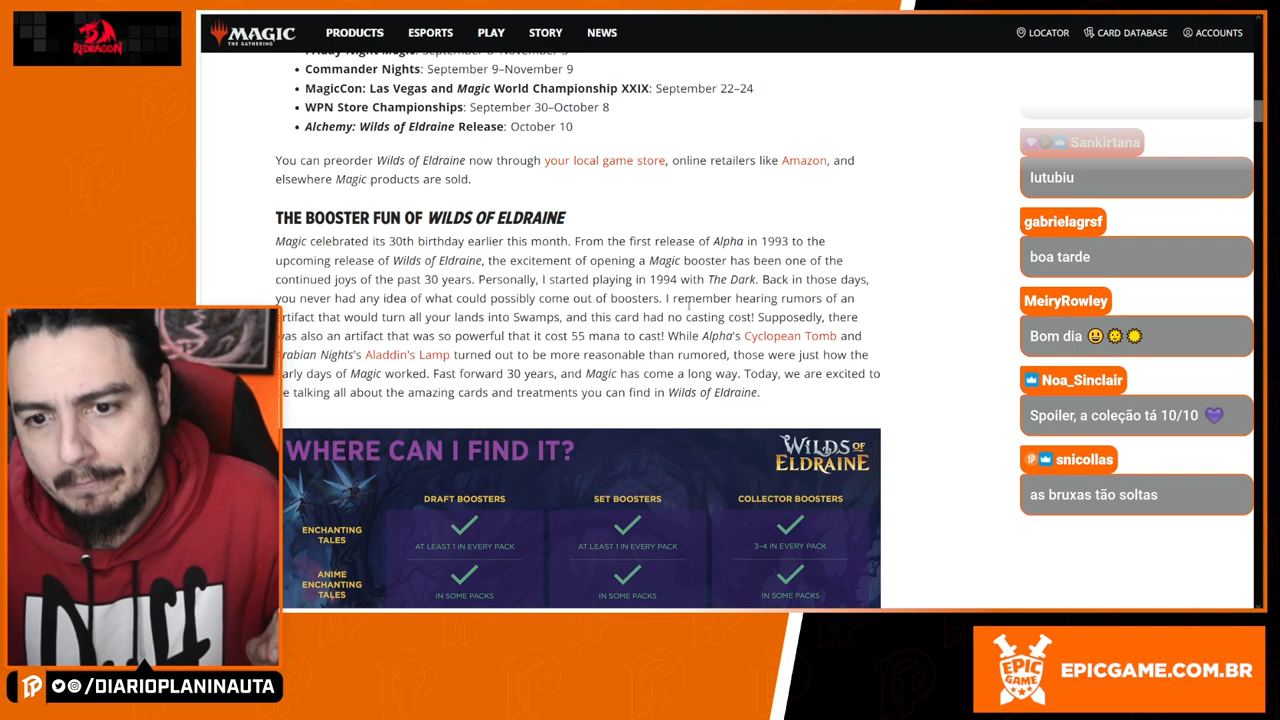 REDRAGON
MAGIC
THE GATHERING
PRODUCTS
ESPORTS
PLAY
STORY
NEWS
LOCATOR
CARD DATABASE
ACCOUNTS
• Commander Nights: September 9–November 9
• MagicCon: Las Vegas and Magic World Championship XXIX: September 22–24
• WPN Store Championships: September 30–October 8
• Alchemy: Wilds of Eldraine Release: October 10
You can preorder Wilds of Eldraine now through your local game store, online retailers like Amazon, and
elsewhere Magic products are sold.
THE BOOSTER FUN OF WILDS OF ELDRAINE
Magic celebrated its 30th birthday earlier this month. From the first release of Alpha in 1993 to the
upcoming release of Wilds of Eldraine, the excitement of opening a Magic booster has been one of the
continued joys of the past 30 years. Personally, I started playing in 1994 with The Dark. Back in those days,
you never had any idea of what could possibly come out of boosters. I remember hearing rumors of an
artifact that would turn all your lands into Swamps, and this card had no casting cost! Supposedly, there
was also an artifact that was so powerful that it cost 55 mana to cast! While Alpha's Cyclopean Tomb and
Arabian Nights's Aladdin's Lamp turned out to be more reasonable than rumored, those were just how the
early days of Magic worked. Fast forward 30 years, and Magic has come a long way. Today, we are excited to
be talking all about the amazing cards and treatments you can find in Wilds of Eldraine.
WHERE CAN I FIND IT?
WILDS OF
ELDRAINE
DRAFT BOOSTERS
SET BOOSTERS
COLLECTOR BOOSTERS
ENCHANTING
TALES
AT LEAST 1 IN EVERY PACK
AT LEAST 1 IN EVERY PACK
3–4 IN EVERY PACK
ANIME
ENCHANTING
TALES
IN SOME PACKS
IN SOME PACKS
IN SOME PACKS
Sankirtana
lutubiu
gabrielagrsf
boa tarde
MeiryRowley
Bom dia 😀🌞🌞
Noa_Sinclair
Spoiler, a coleção tá 10/10 💜
snicollas
as bruxas tão soltas
/DIARIOPLANINAUTA
EPIC
GAME
EPICGAME.COM.BR